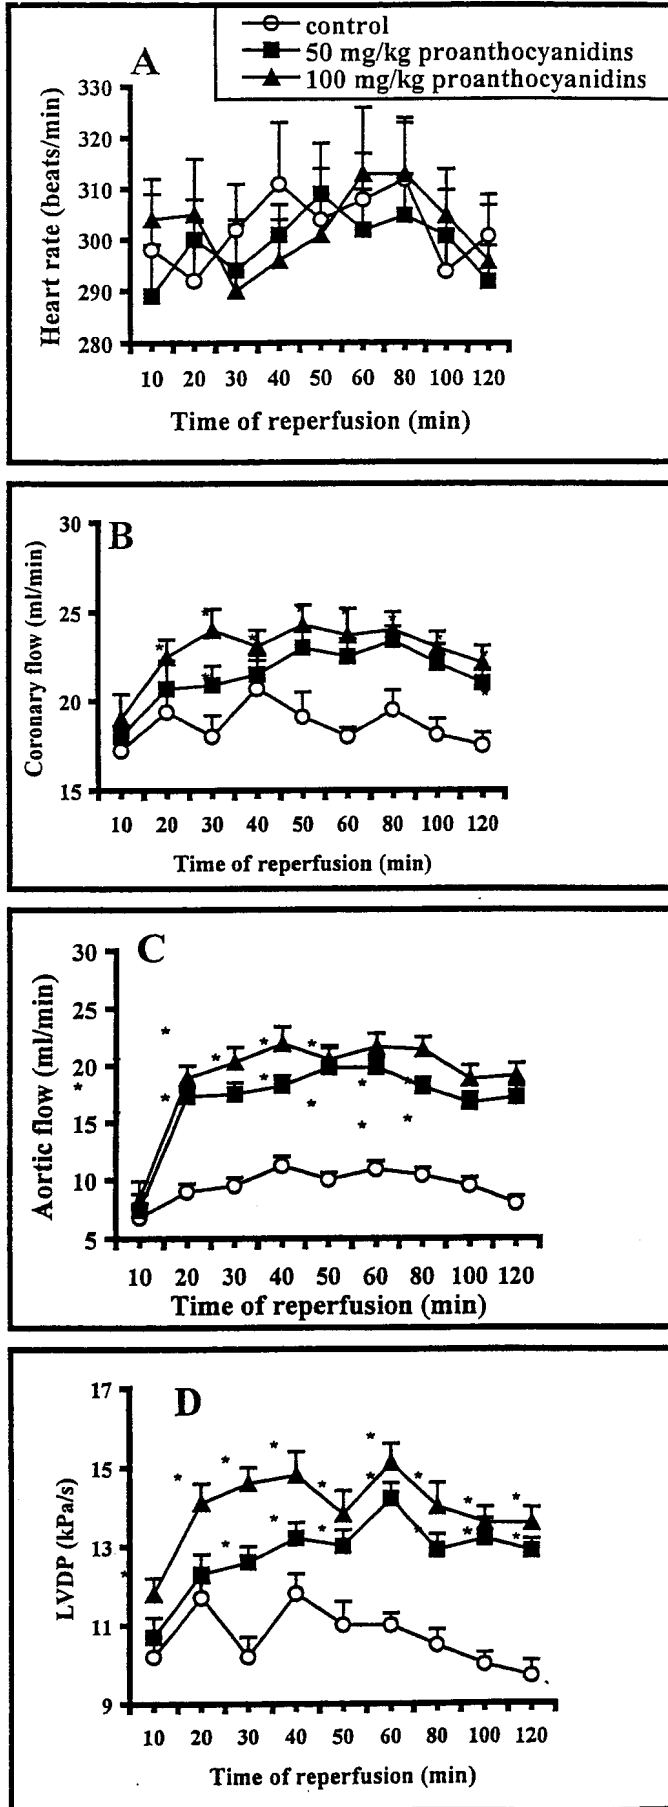 control
50 mg/kg proanthocyanidins
100 mg/kg proanthocyanidins
A
Heart rate (beats/min)
330
320
310
300
290
280
10 20 30 40 50 60 80 100 120
Time of reperfusion (min)
B
Coronary flow (ml/min)
30
25
20
15
10 20 30 40 50 60 80 100 120
Time of reperfusion (min)
C
Aortic flow (ml/min)
30
25
20
15
10
5
10 20 30 40 50 60 80 100 120
Time of reperfusion (min)
D
LVDP (kPa/s)
17
15
13
11
9
10 20 30 40 50 60 80 100 120
Time of reperfusion (min)